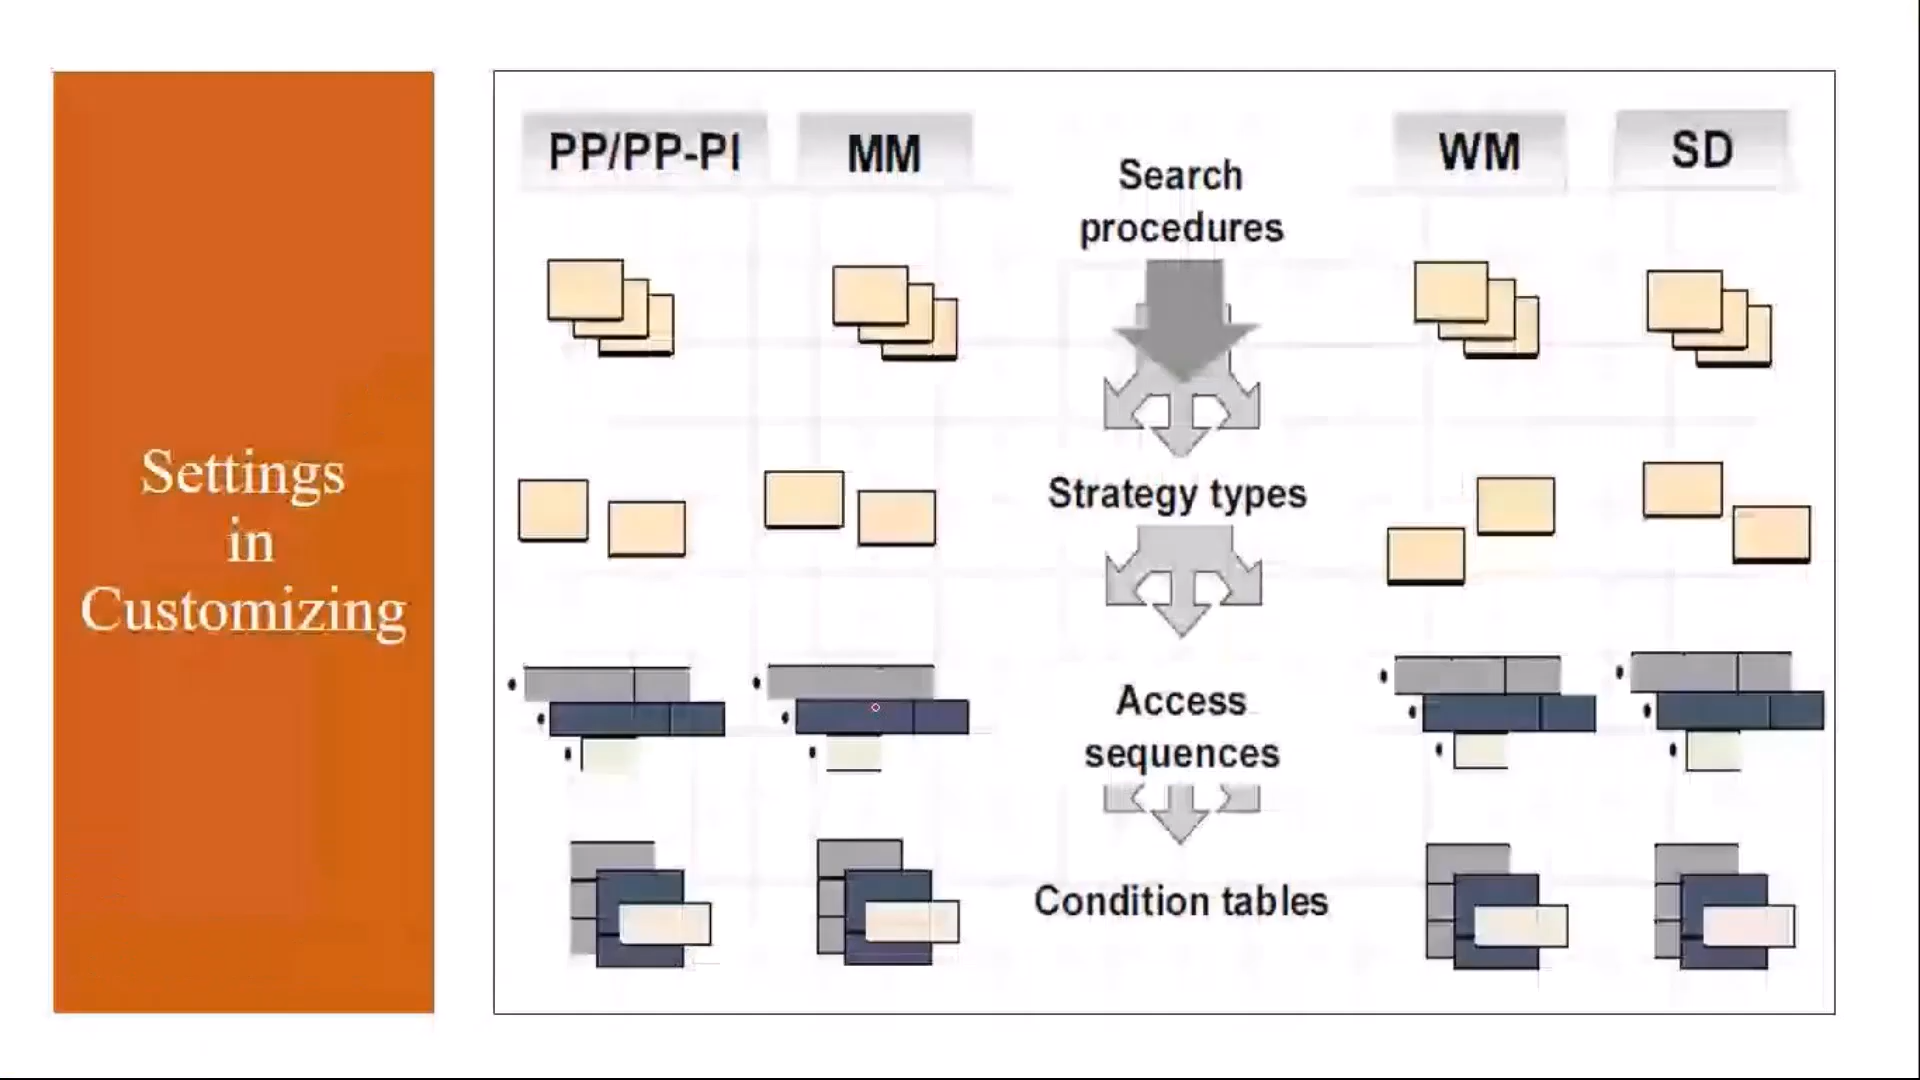 Settings
in
Customizing
PP/PP-PI
MM
WM
SD
Search
procedures
Strategy types
Access
sequences
Condition tables